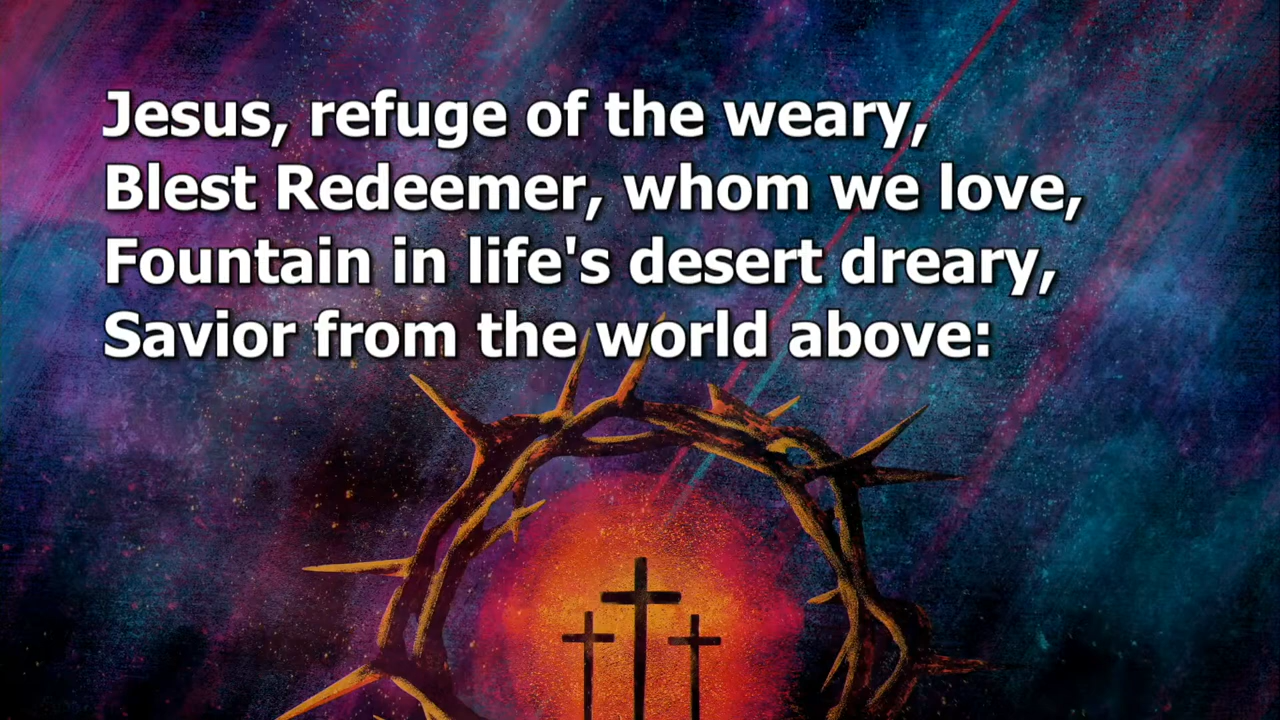 Jesus, refuge of the weary,
Blest Redeemer, whom we love,
Fountain in life's desert dreary,
Savior from the world above: